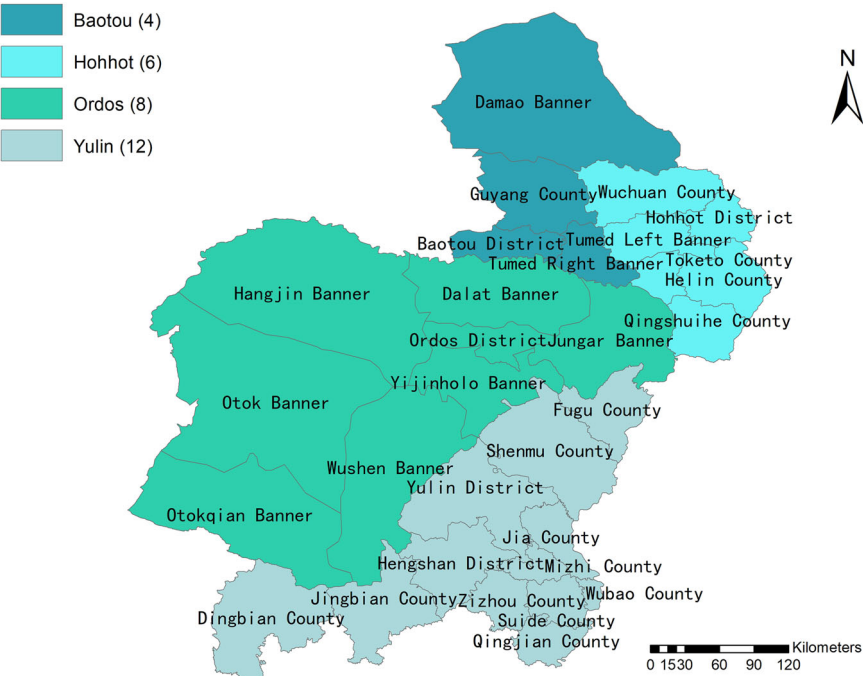 Baotou (4)
Hohhot (6)
Ordos (8)
Yulin (12)
N
Damao Banner
Guyang County
Wuchuan County
Hohhot District
Baotou District
Tumed Left Banner
Tumed Right Banner
Toketo County
Helin County
Hangjin Banner
Dalat Banner
Qingshuihe County
Ordos District
Jungar Banner
Yijinholo Banner
Otok Banner
Fugu County
Shenmu County
Wushen Banner
Yulin District
Otokqian Banner
Jia County
Hengshan District
Mizhi County
Jingbian County
Zizhou County
Wubao County
Dingbian County
Suide County
Qingjian County
Kilometers
0 1530 60 90 120